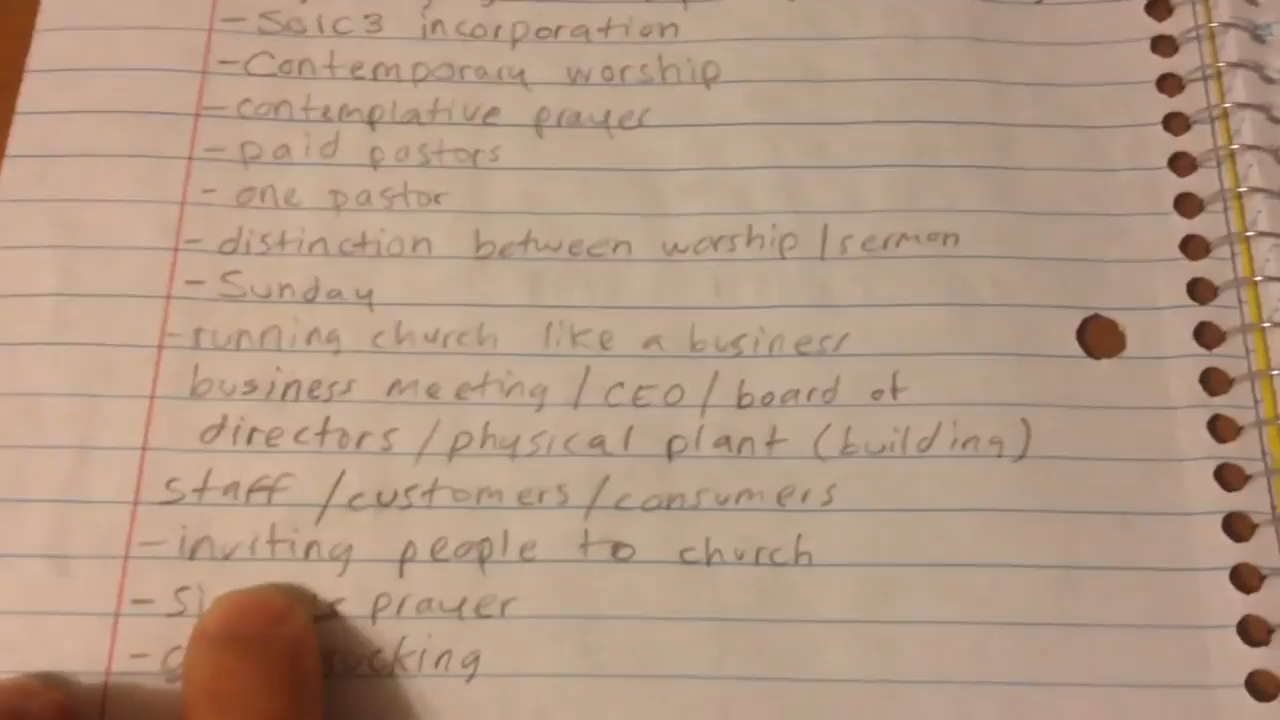 - 501c3 incorporation
- Contemporary worship
- contemplative prayer
- paid pastors
- one pastor
- distinction between worship / sermon
- Sunday
- running church like a business
business meeting / CEO / board of
directors / physical plant (building)
staff / customers / consumers
- inviting people to church
- prayer
-